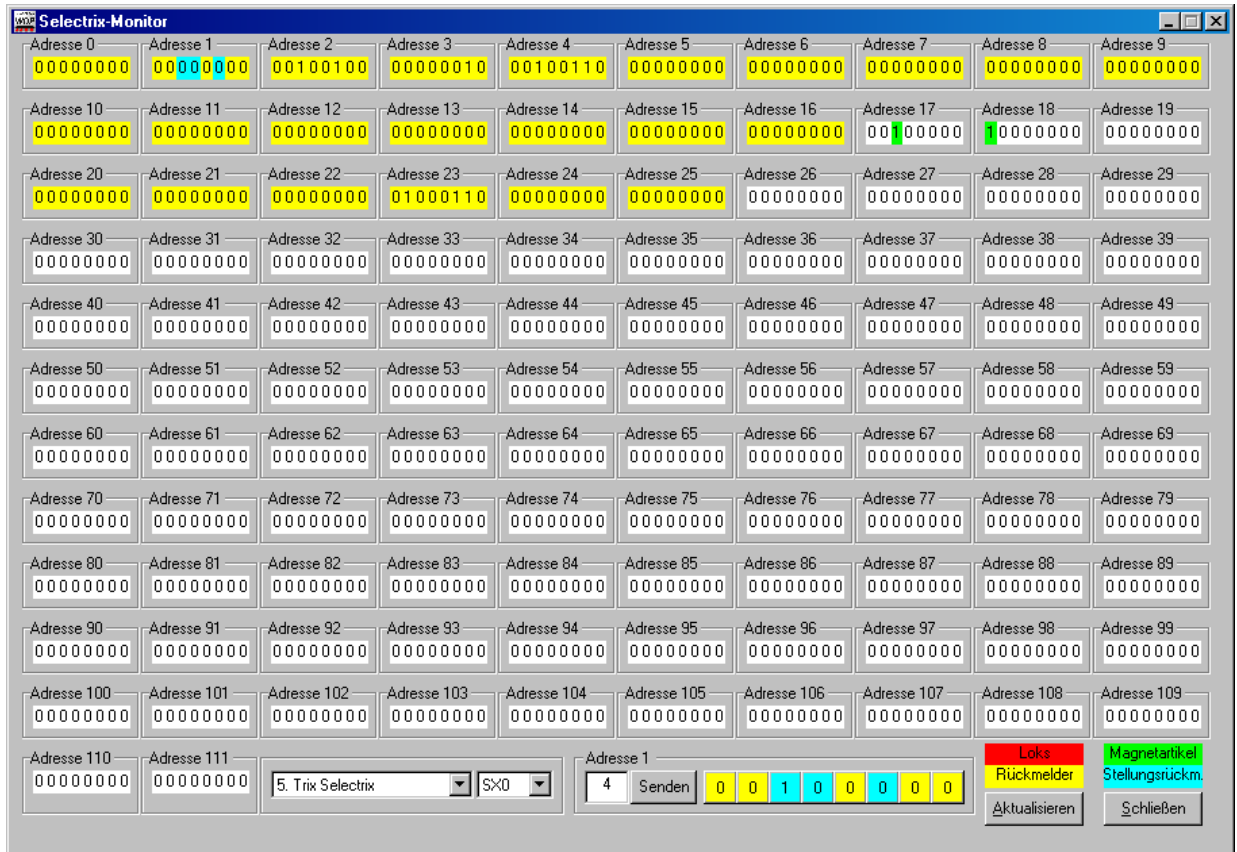 Selectrix-Monitor
Adresse 0 Adresse 1 Adresse 2 Adresse 3 Adresse 4 Adresse 5 Adresse 6 Adresse 7 Adresse 8 Adresse 9
00000000 00000000 00100100 00000010 00100110 00000000 00000000 00000000 00000000 00000000
Adresse 10 Adresse 11 Adresse 12 Adresse 13 Adresse 14 Adresse 15 Adresse 16 Adresse 17 Adresse 18 Adresse 19
00000000 00000000 00000000 00000000 00000000 00000000 00000000 00100000 10000000 00000000
Adresse 20 Adresse 21 Adresse 22 Adresse 23 Adresse 24 Adresse 25 Adresse 26 Adresse 27 Adresse 28 Adresse 29
00000000 00000000 00000000 01000110 00000000 00000000 00000000 00000000 00000000 00000000
Adresse 30 Adresse 31 Adresse 32 Adresse 33 Adresse 34 Adresse 35 Adresse 36 Adresse 37 Adresse 38 Adresse 39
00000000 00000000 00000000 00000000 00000000 00000000 00000000 00000000 00000000 00000000
Adresse 40 Adresse 41 Adresse 42 Adresse 43 Adresse 44 Adresse 45 Adresse 46 Adresse 47 Adresse 48 Adresse 49
00000000 00000000 00000000 00000000 00000000 00000000 00000000 00000000 00000000 00000000
Adresse 50 Adresse 51 Adresse 52 Adresse 53 Adresse 54 Adresse 55 Adresse 56 Adresse 57 Adresse 58 Adresse 59
00000000 00000000 00000000 00000000 00000000 00000000 00000000 00000000 00000000 00000000
Adresse 60 Adresse 61 Adresse 62 Adresse 63 Adresse 64 Adresse 65 Adresse 66 Adresse 67 Adresse 68 Adresse 69
00000000 00000000 00000000 00000000 00000000 00000000 00000000 00000000 00000000 00000000
Adresse 70 Adresse 71 Adresse 72 Adresse 73 Adresse 74 Adresse 75 Adresse 76 Adresse 77 Adresse 78 Adresse 79
00000000 00000000 00000000 00000000 00000000 00000000 00000000 00000000 00000000 00000000
Adresse 80 Adresse 81 Adresse 82 Adresse 83 Adresse 84 Adresse 85 Adresse 86 Adresse 87 Adresse 88 Adresse 89
00000000 00000000 00000000 00000000 00000000 00000000 00000000 00000000 00000000 00000000
Adresse 90 Adresse 91 Adresse 92 Adresse 93 Adresse 94 Adresse 95 Adresse 96 Adresse 97 Adresse 98 Adresse 99
00000000 00000000 00000000 00000000 00000000 00000000 00000000 00000000 00000000 00000000
Adresse 100 Adresse 101 Adresse 102 Adresse 103 Adresse 104 Adresse 105 Adresse 106 Adresse 107 Adresse 108 Adresse 109
00000000 00000000 00000000 00000000 00000000 00000000 00000000 00000000 00000000 00000000
Adresse 110 Adresse 111 Adresse 1 Loks Magnetartikel
00000000 00000000 5. Trix Selectrix SX0 4 Senden 0 0 1 0 0 0 0 0 Rückmelder Stellungsrückm.
Aktualisieren Schließen